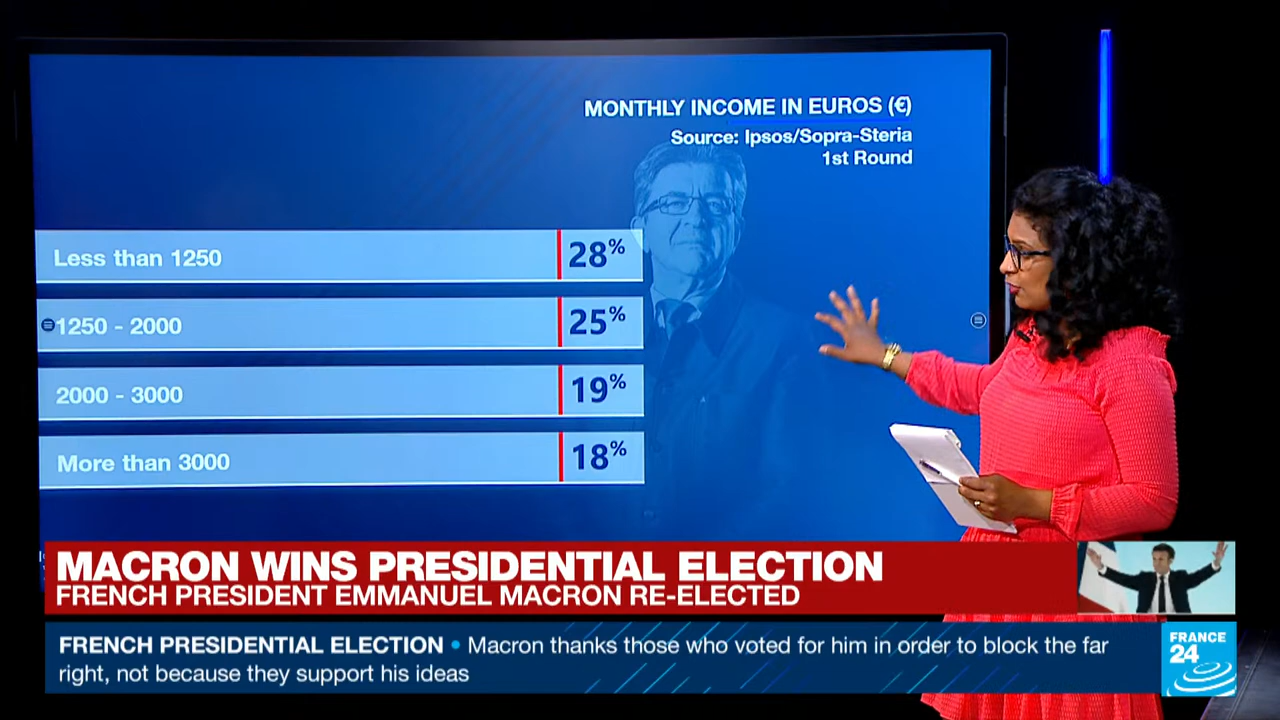 MONTHLY INCOME IN EUROS (€)
Source: Ipsos/Sopra-Steria
1st Round
Less than 1250 28%
1250 - 2000 25%
2000 - 3000 19%
More than 3000 18%
MACRON WINS PRESIDENTIAL ELECTION
FRENCH PRESIDENT EMMANUEL MACRON RE-ELECTED
FRENCH PRESIDENTIAL ELECTION • Macron thanks those who voted for him in order to block the far
right, not because they support his ideas
FRANCE
24